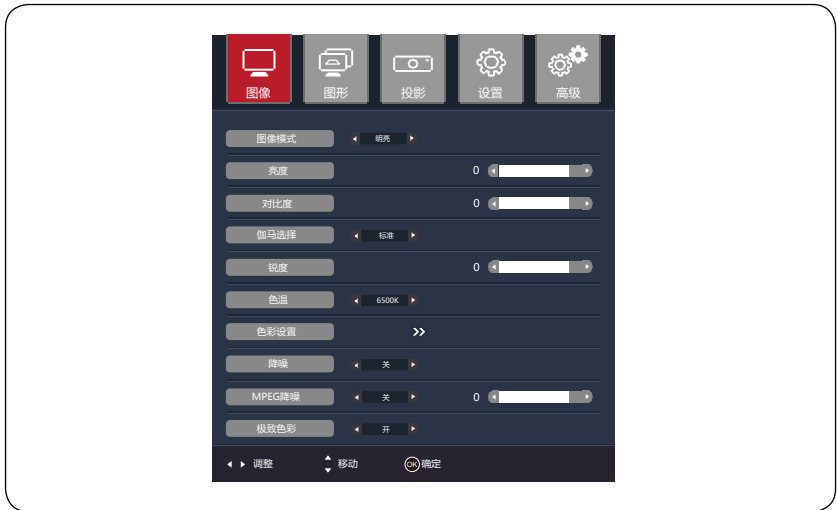 图像 图形 投影 设置 高级
图像模式 明亮
亮度 0
对比度 0
伽马选择 标准
锐度 0
色温 6500K
色彩设置
降噪 关
MPEG降噪 关 0
极致色彩 开
调整 移动 OK 确定